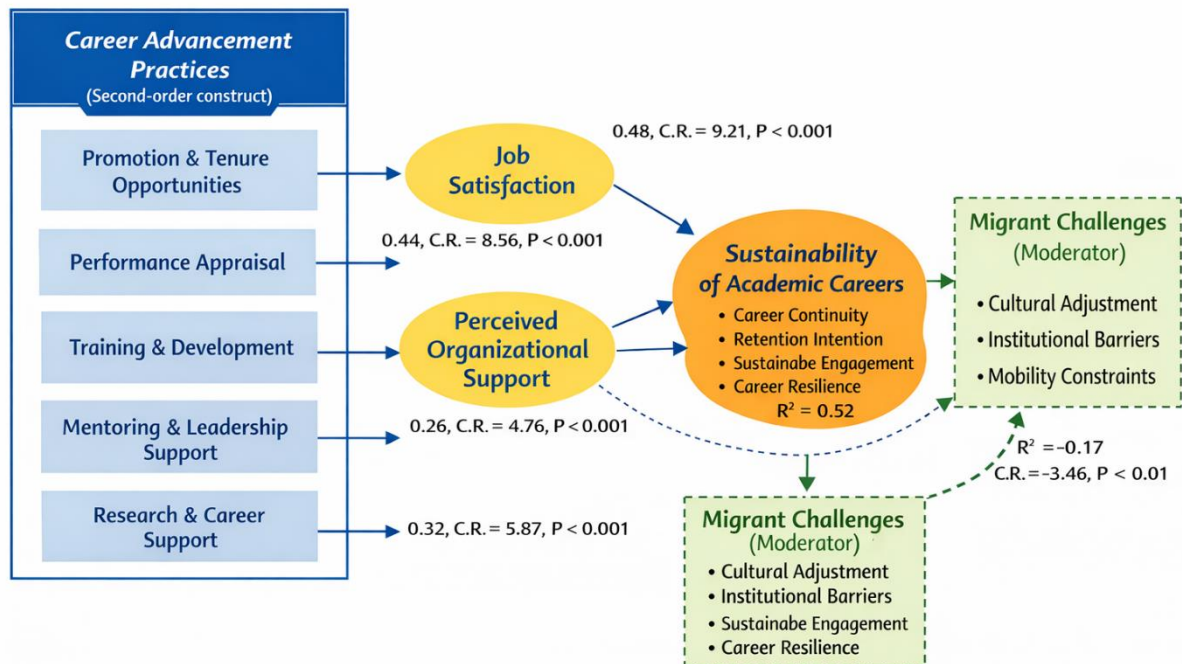 Career Advancement
Practices
(Second-order construct)
Promotion & Tenure
Opportunities
Performance Appraisal
Training & Development
Mentoring & Leadership
Support
Research & Career
Support
Job
Satisfaction
0.48, C.R. = 9.21, P < 0.001
0.44, C.R. = 8.56, P < 0.001
Perceived
Organizational
Support
0.26, C.R. = 4.76, P < 0.001
0.32, C.R. = 5.87, P < 0.001
Sustainability
of Academic Careers
• Career Continuity
• Retention Intention
• Sustainabe Engagement
• Career Resilience
R² = 0.52
Migrant Challenges
(Moderator)
• Cultural Adjustment
• Institutional Barriers
• Mobility Constraints
R² = -0.17
C.R. = -3.46, P < 0.01
Migrant Challenges
(Moderator)
• Cultural Adjustment
• Institutional Barriers
• Sustainabe Engagement
• Career Resilience